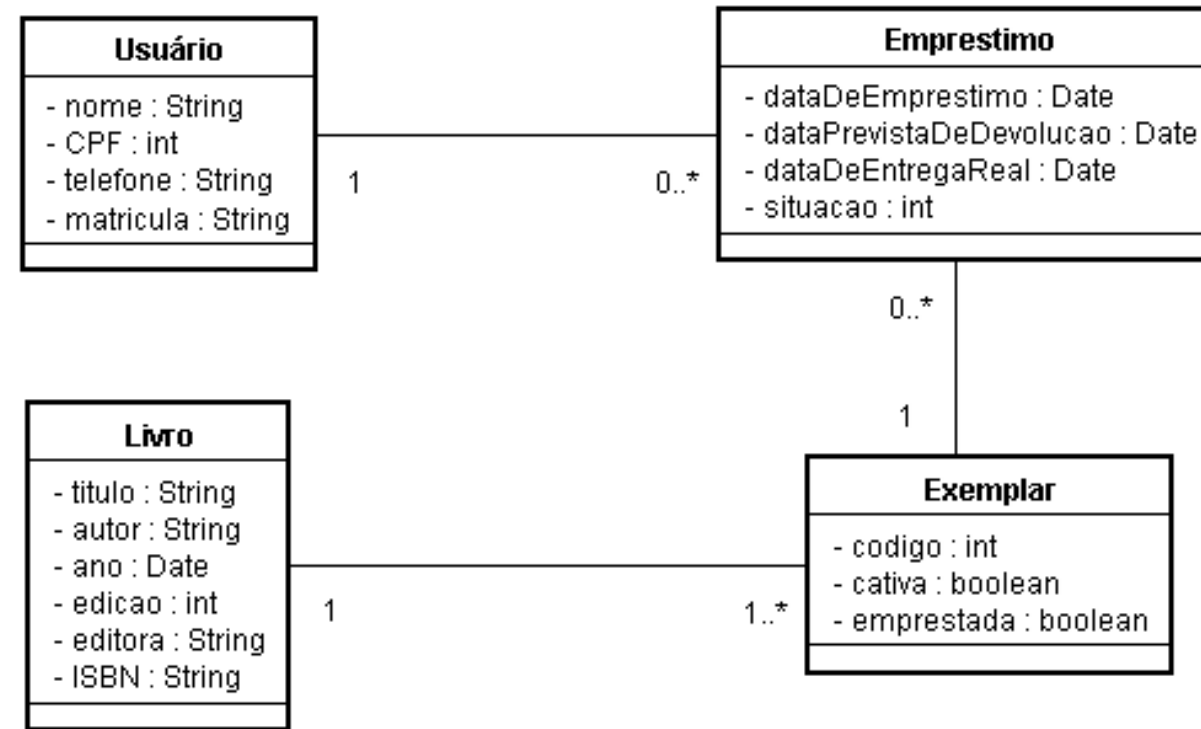 Usuário
- nome : String
- CPF : int
- telefone : String
- matricula : String
1
0..*
Emprestimo
- dataDeEmprestimo : Date
- dataPrevistaDeDevolucao : Date
- dataDeEntregaReal : Date
- situacao : int
0..*
1
Livro
- titulo : String
- autor : String
- ano : Date
- edicao : int
- editora : String
- ISBN : String
1
1..*
Exemplar
- codigo : int
- cativa : boolean
- emprestada : boolean